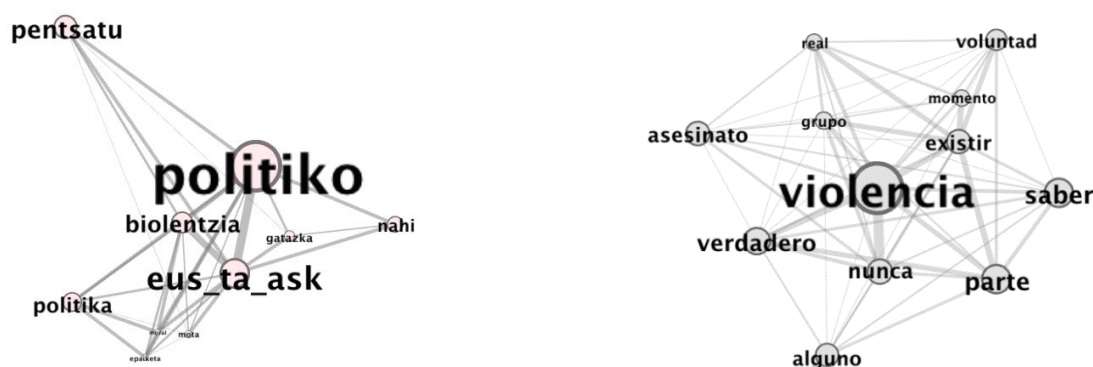 pentsatu
politiko
biolentzia
nahi
gatazka
eus_ta_ask
politika
moral
mota
epaiketa
real
voluntad
momento
grupo
asesinato
existir
violencia
saber
verdadero
nunca
parte
alguno